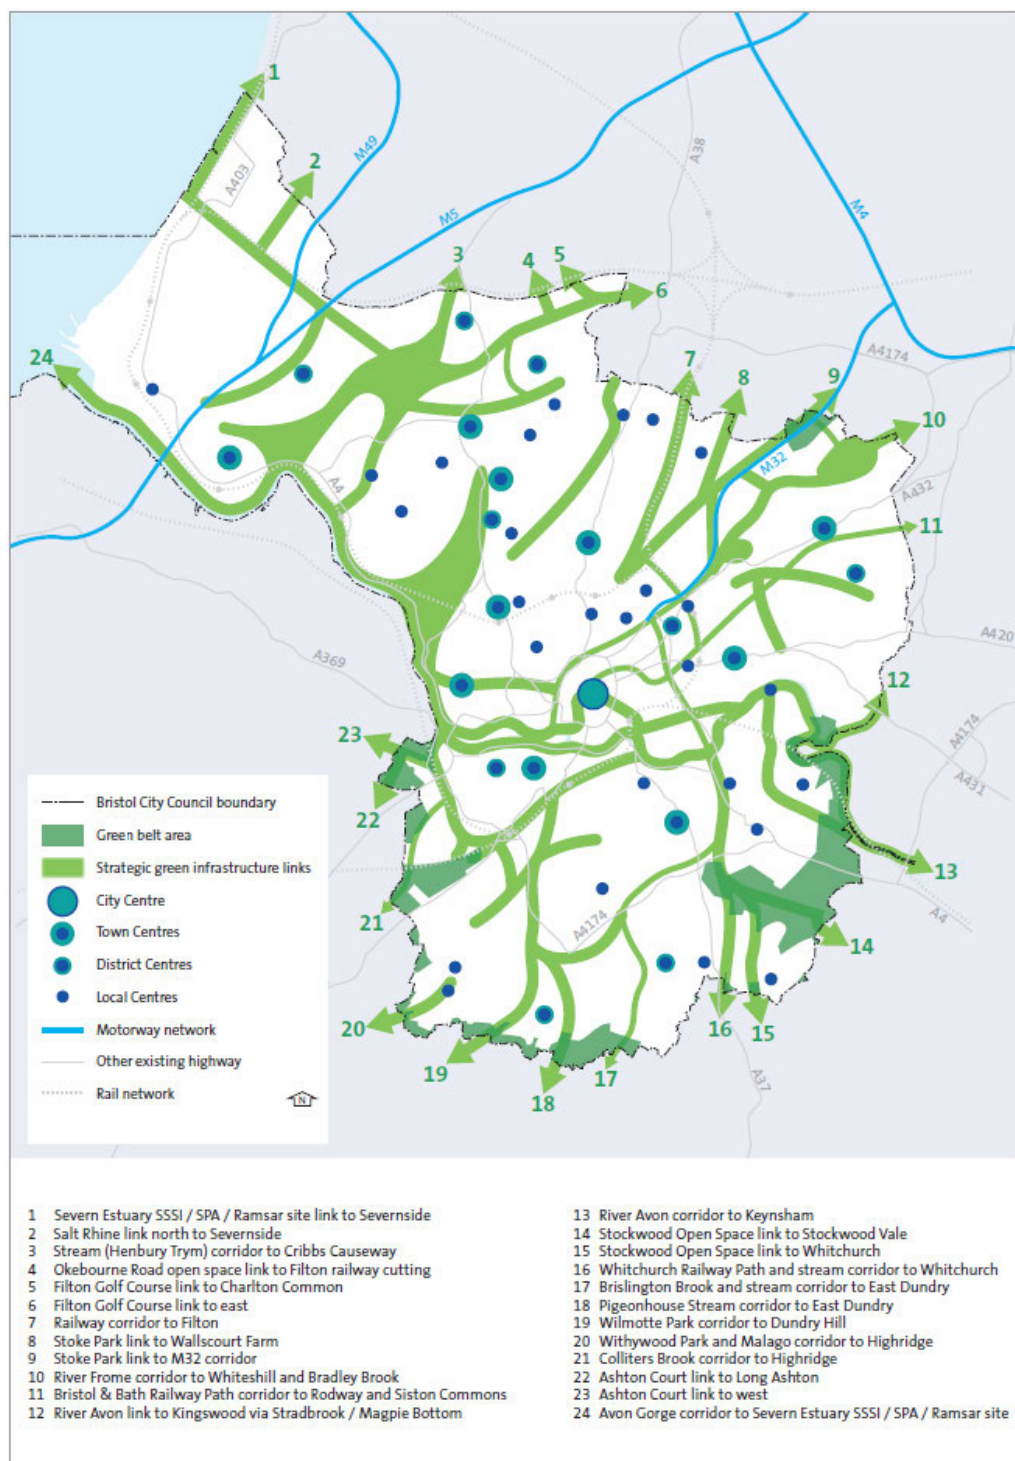 1
2
M49
A403
A38
M5
M4
3
4
5
6
A4174
24
7
8
9
10
M32
A4
A432
11
A369
A420
12
23
A4174
A431
22
Bristol City Council boundary
Green belt area
Strategic green infrastructure links
City Centre
Town Centres
District Centres
Local Centres
Motorway network
Other existing highway
Rail network
N
13
21
A4174
A4
14
20
16
15
19
17
18
A37
1 Severn Estuary SSSI / SPA / Ramsar site link to Severnside
2 Salt Rhine link north to Severnside
3 Stream (Henbury Trym) corridor to Cribbs Causeway
4 Okebourne Road open space link to Filton railway cutting
5 Filton Golf Course link to Charlton Common
6 Filton Golf Course link to east
7 Railway corridor to Filton
8 Stoke Park link to Wallscourt Farm
9 Stoke Park link to M32 corridor
10 River Frome corridor to Whiteshill and Bradley Brook
11 Bristol & Bath Railway Path corridor to Rodway and Siston Commons
12 River Avon link to Kingswood via Stradbrook / Magpie Bottom
13 River Avon corridor to Keynsham
14 Stockwood Open Space link to Stockwood Vale
15 Stockwood Open Space link to Whitchurch
16 Whitchurch Railway Path and stream corridor to Whitchurch
17 Brislington Brook and stream corridor to East Dundry
18 Pigeonhouse Stream corridor to East Dundry
19 Wilmotte Park corridor to Dundry Hill
20 Withywood Park and Malago corridor to Highridge
21 Colliters Brook corridor to Highridge
22 Ashton Court link to Long Ashton
23 Ashton Court link to west
24 Avon Gorge corridor to Severn Estuary SSSI / SPA / Ramsar site